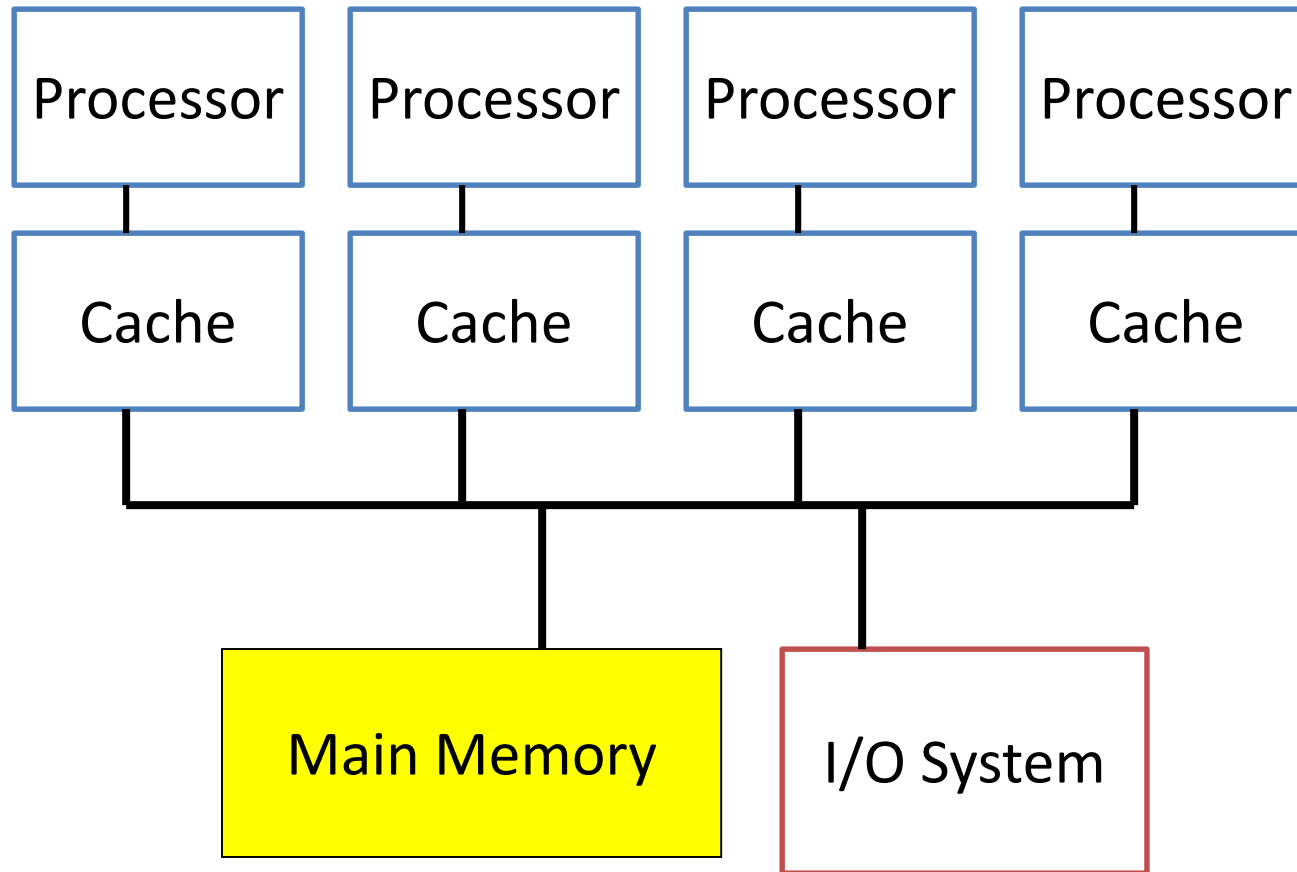 Processor
Processor
Processor
Processor
Cache
Cache
Cache
Cache
Main Memory
I/O System